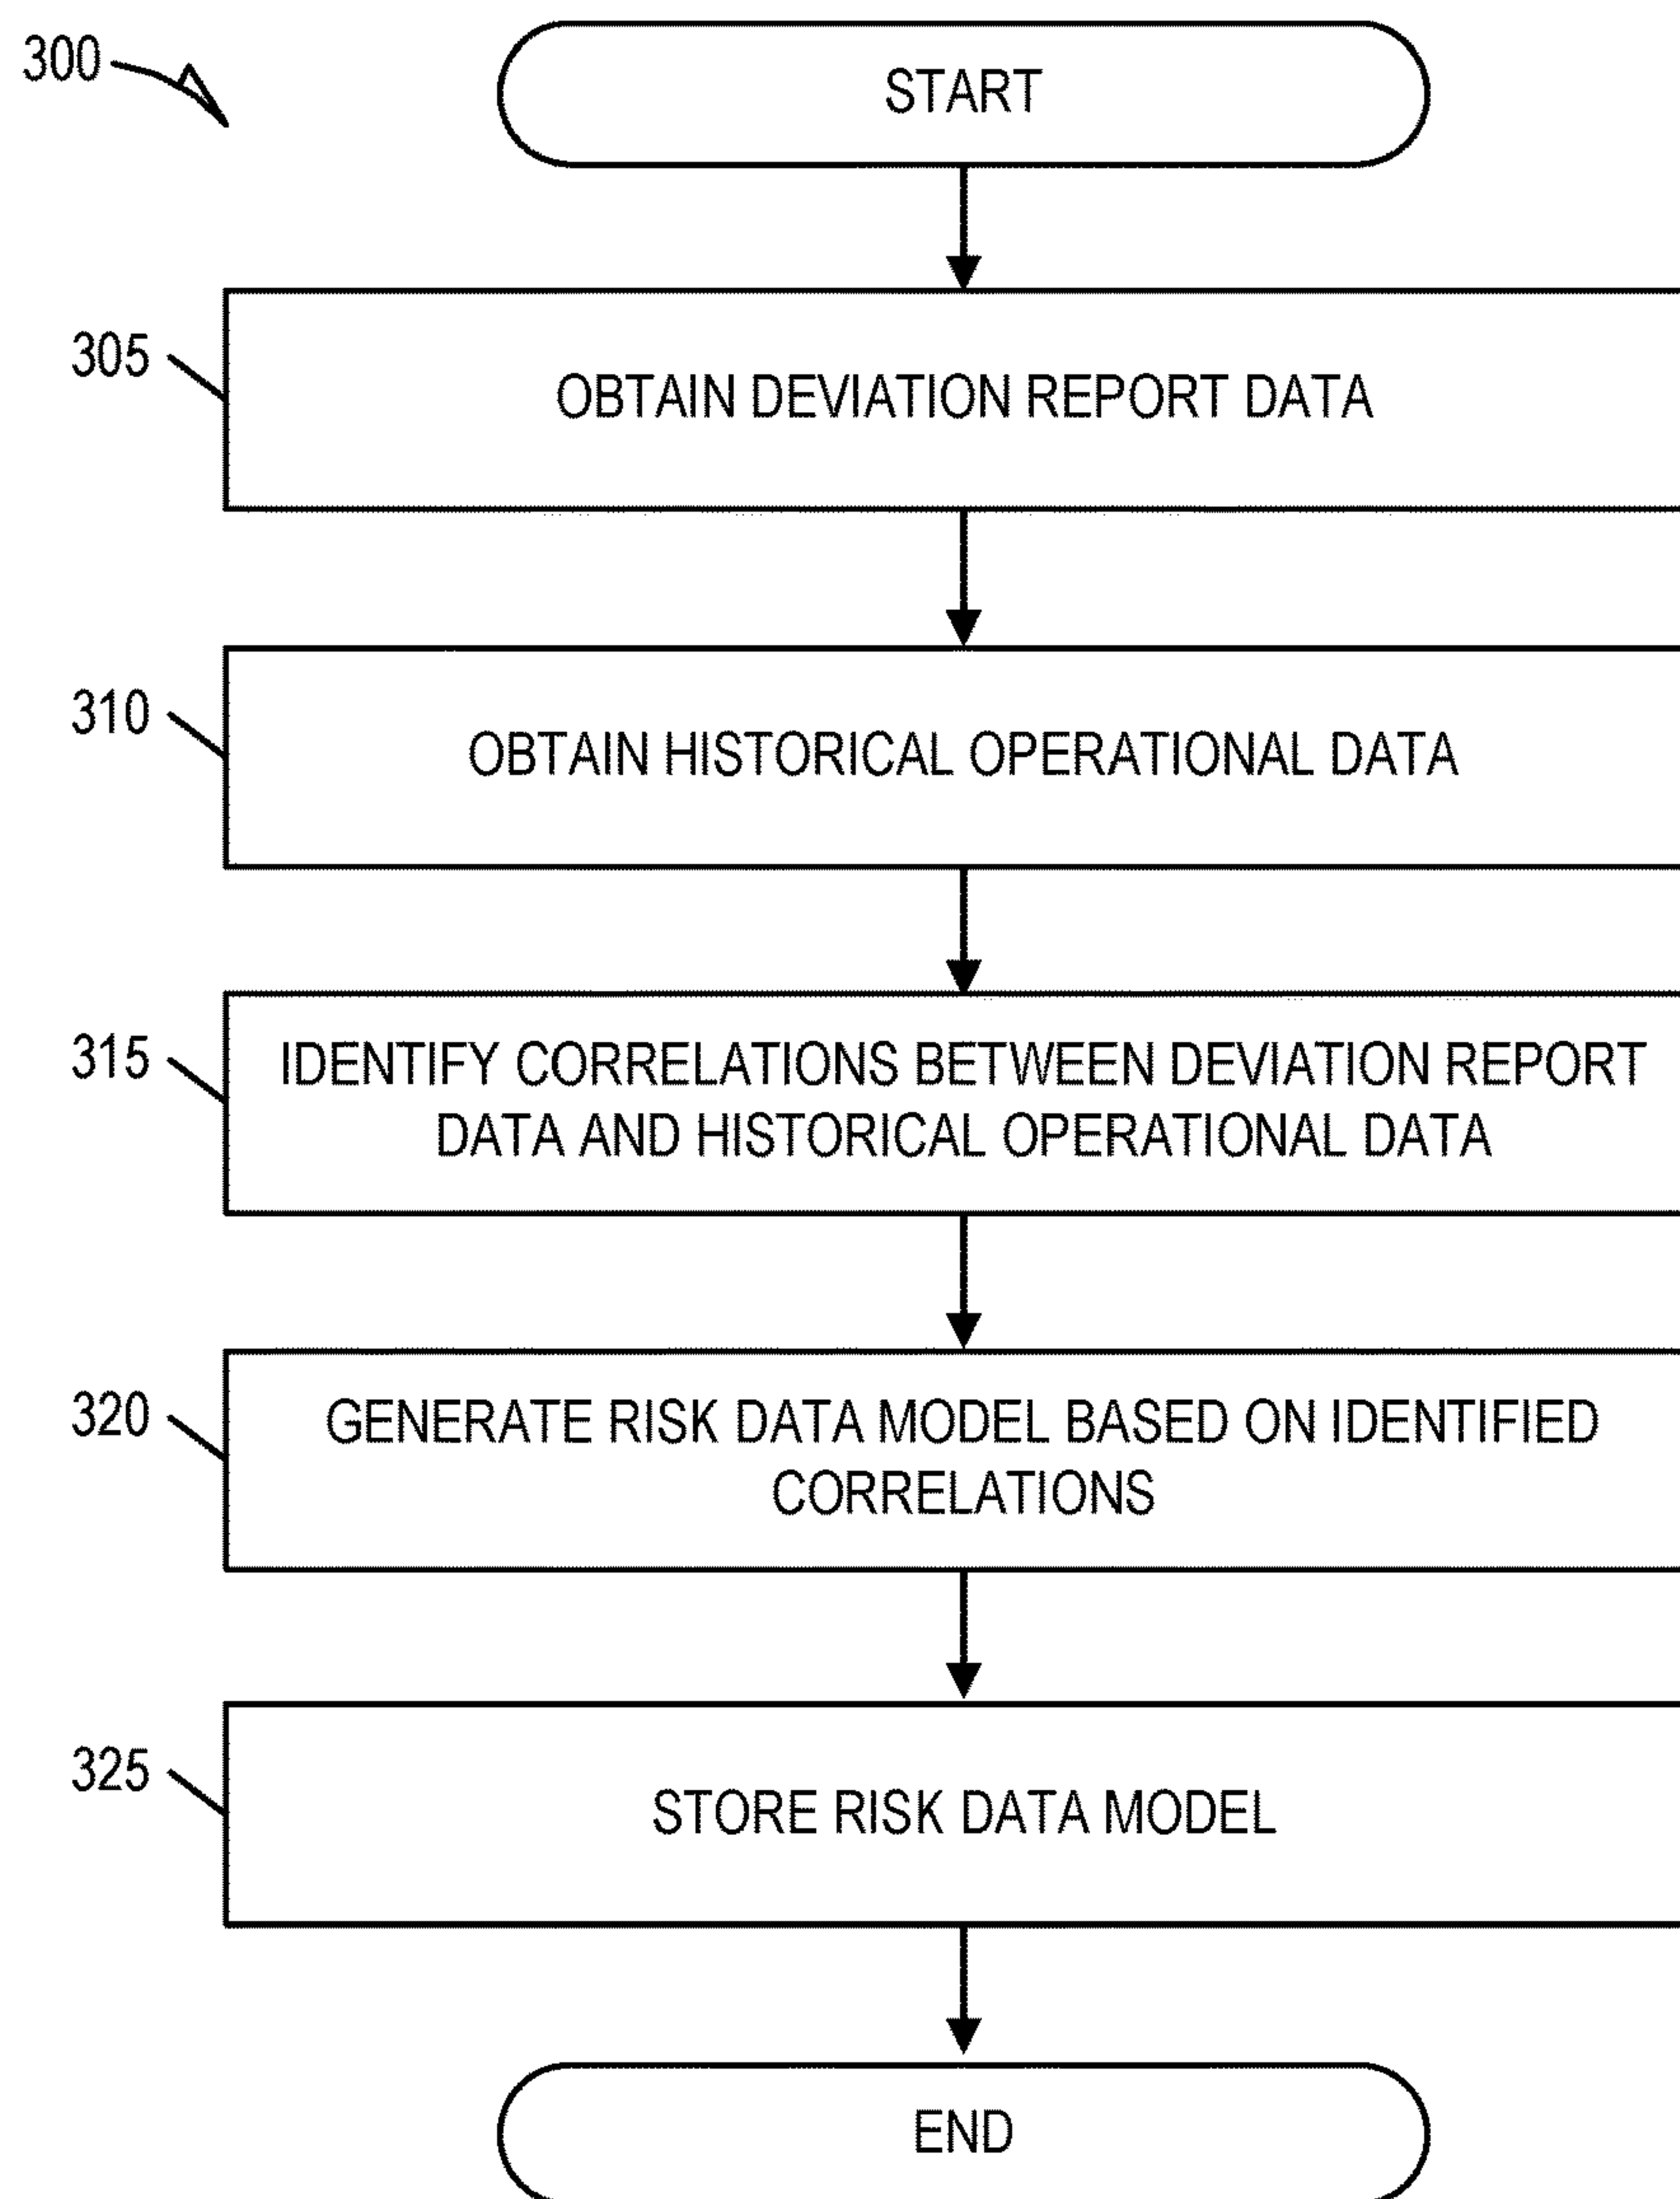 300
START
305
OBTAIN DEVIATION REPORT DATA
310
OBTAIN HISTORICAL OPERATIONAL DATA
315
IDENTIFY CORRELATIONS BETWEEN DEVIATION REPORT
DATA AND HISTORICAL OPERATIONAL DATA
320
GENERATE RISK DATA MODEL BASED ON IDENTIFIED
CORRELATIONS
325
STORE RISK DATA MODEL
END